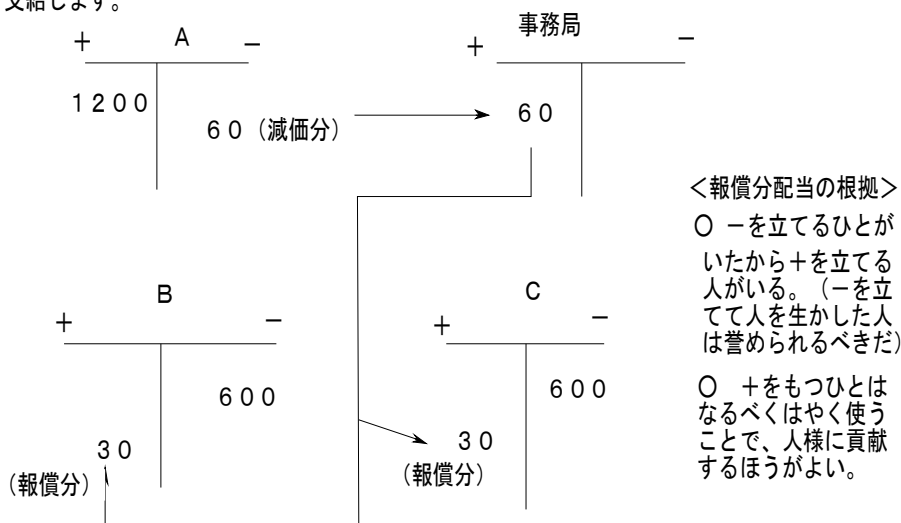 支給します。
＋ A －
事務局
＋ －
１２００
６０（減価分）
６０
＜報償分配当の根拠＞
○ －を立てるひとが
いたから＋を立てる
人がいる。（－を立
てて人を生かした人
は誉められるべきだ）
○ ＋をもつひとは
なるべくはやく使う
ことで、人様に貢献
するほうがよい。
B
＋ －
６００
３０
（報償分）
C
＋ －
６００
３０
（報償分）